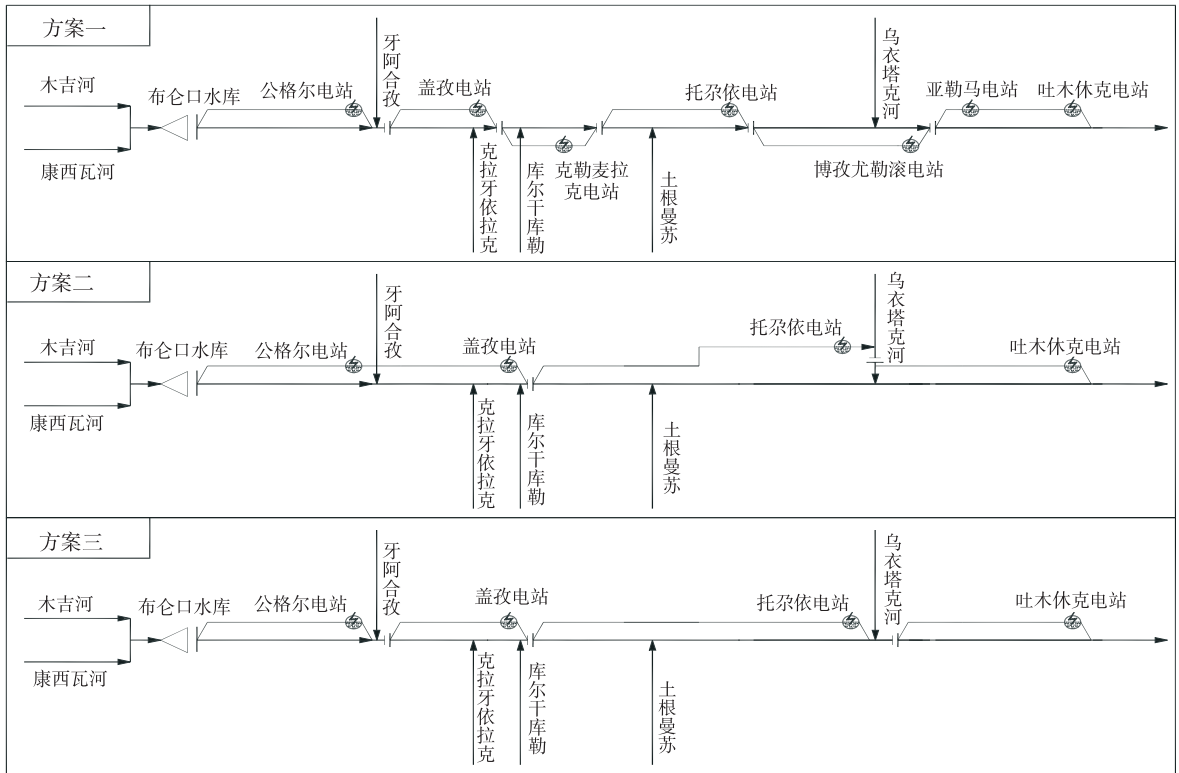 方案一
木吉河
康西瓦河
布仑口水库
公格尔电站
牙阿合孜
盖孜电站
克拉牙依拉克
库尔干库勒
克勒麦拉
克电站
托尕依电站
土根曼苏
乌衣塔克河
博孜尤勒滚电站
亚勒马电站
吐木休克电站
方案二
木吉河
康西瓦河
布仑口水库
公格尔电站
牙阿合孜
盖孜电站
克拉牙依拉克
库尔干库勒
土根曼苏
托尕依电站
乌衣塔克河
吐木休克电站
方案三
木吉河
康西瓦河
布仑口水库
公格尔电站
牙阿合孜
盖孜电站
克拉牙依拉克
库尔干库勒
土根曼苏
托尕依电站
乌衣塔克河
吐木休克电站